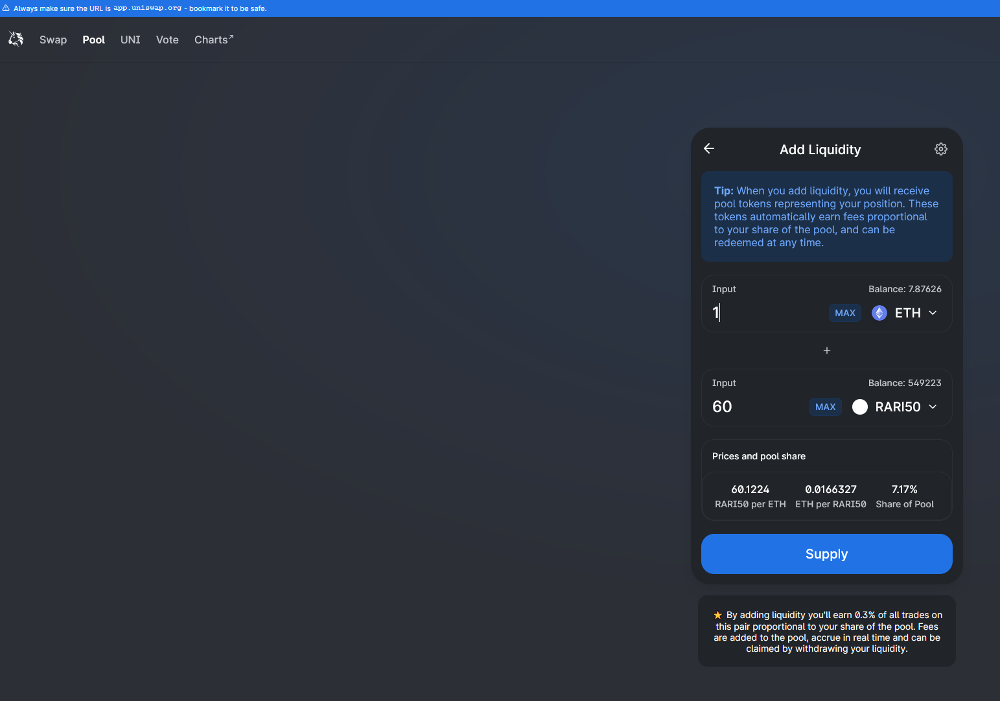 Always make sure the URL is app.uniswap.org - bookmark it to be safe.
Swap Pool UNI Vote Charts↗
Add Liquidity
Tip: When you add liquidity, you will receive
pool tokens representing your position. These
tokens automatically earn fees proportional
to your share of the pool, and can be
redeemed at any time.
Input Balance: 7.87626
1 MAX ETH
+
Input Balance: 549223
60 MAX RARI50
Prices and pool share
60.1224 0.0166327 7.17%
RARI50 per ETH ETH per RARI50 Share of Pool
Supply
⭐ By adding liquidity you'll earn 0.3% of all trades on
this pair proportional to your share of the pool. Fees
are added to the pool, accrue in real time and can be
claimed by withdrawing your liquidity.